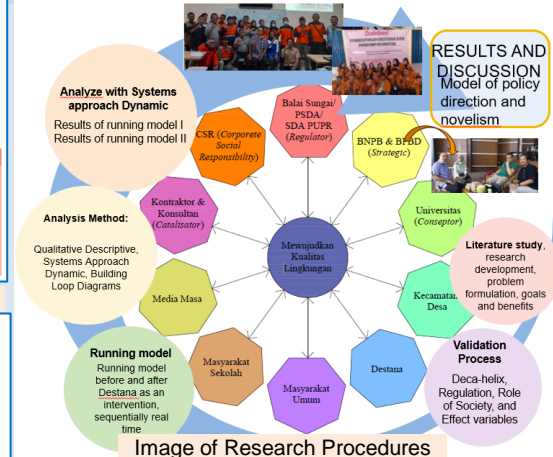 RESULTS AND
DISCUSSION
Model of policy
direction and
novelism
Analyze with Systems
approach Dynamic
Results of running model I
Results of running model II
Balai Sungai/
PSDA/
SDA PUPR
(Regulator)
CSR (Corporete
Social
Responsibility)
BNPB & BPBD
(Strategic)
Kontraktor &
Konsultan
(Catalisator)
Universitas
(Conseptor)
Analysis Method:
Qualitative Descriptive,
Systems Approach
Dynamic, Building
Loop Diagrams
Mewujudkan
Kualitas
Lingkungan
Literature study,
research
development,
problem
formulation, goals
and benefits
Media Masa
Kecamatan
Desa
Running model
Running model
before and after
Destana as an
intervention,
sequentially real
time
Masyarakat
Sekolah
Masyarakat
Umum
Destana
Validation
Process
Deca-helix,
Regulation, Role
of Society, and
Effect variables
Image of Research Procedures